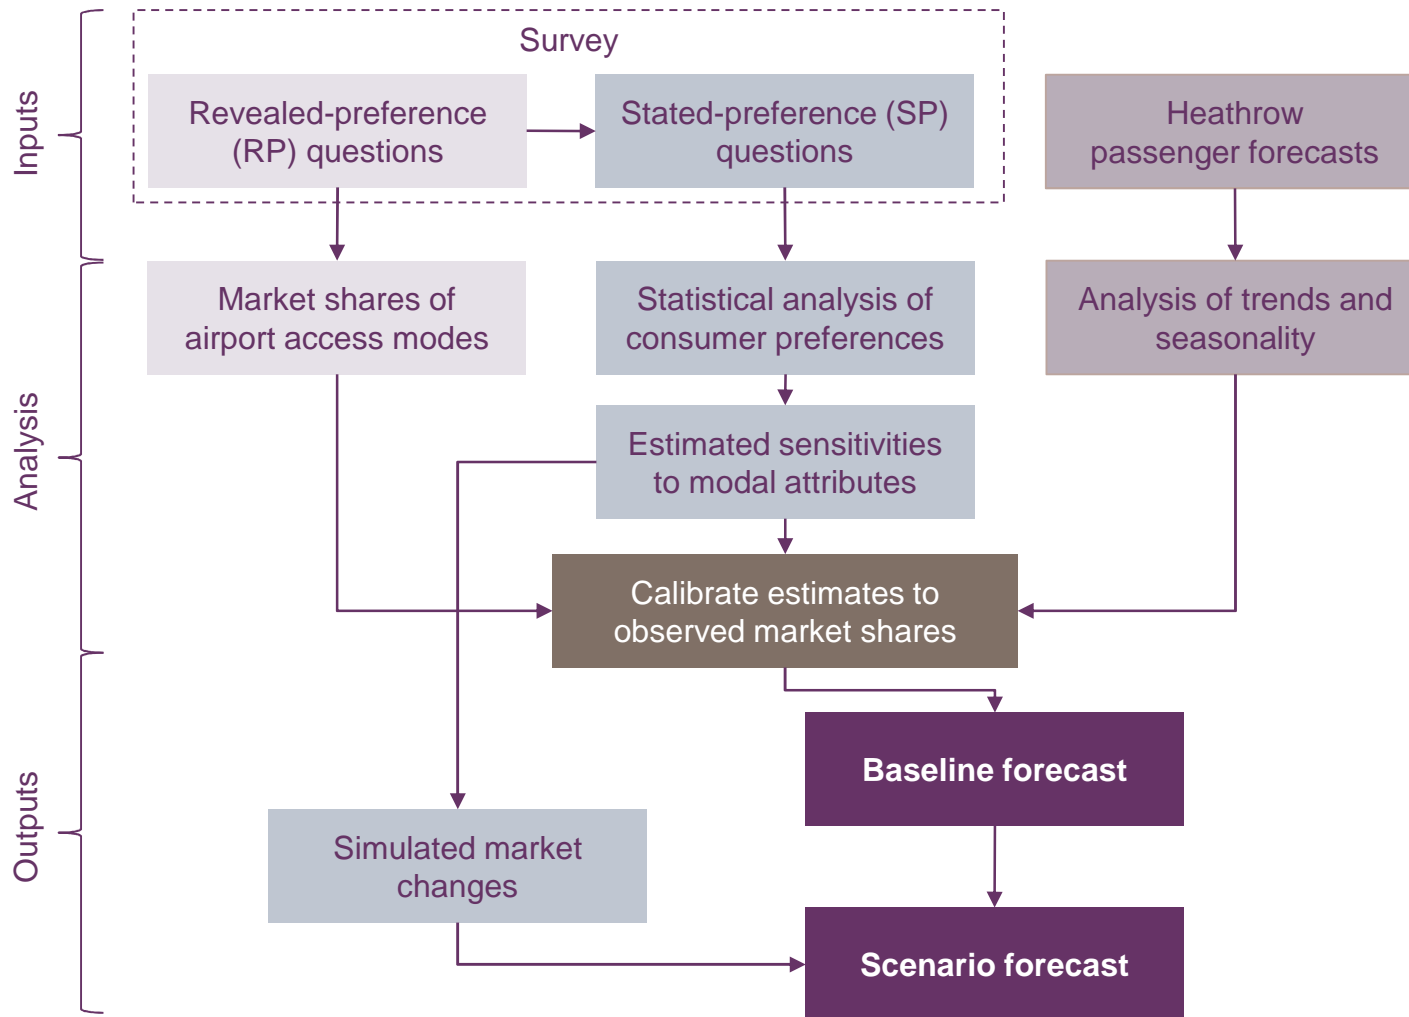 Survey
Inputs
Revealed-preference
(RP) questions
Stated-preference (SP)
questions
Heathrow
passenger forecasts
Analysis
Market shares of
airport access modes
Statistical analysis of
consumer preferences
Analysis of trends and
seasonality
Estimated sensitivities
to modal attributes
Calibrate estimates to
observed market shares
Outputs
Baseline forecast
Simulated market
changes
Scenario forecast